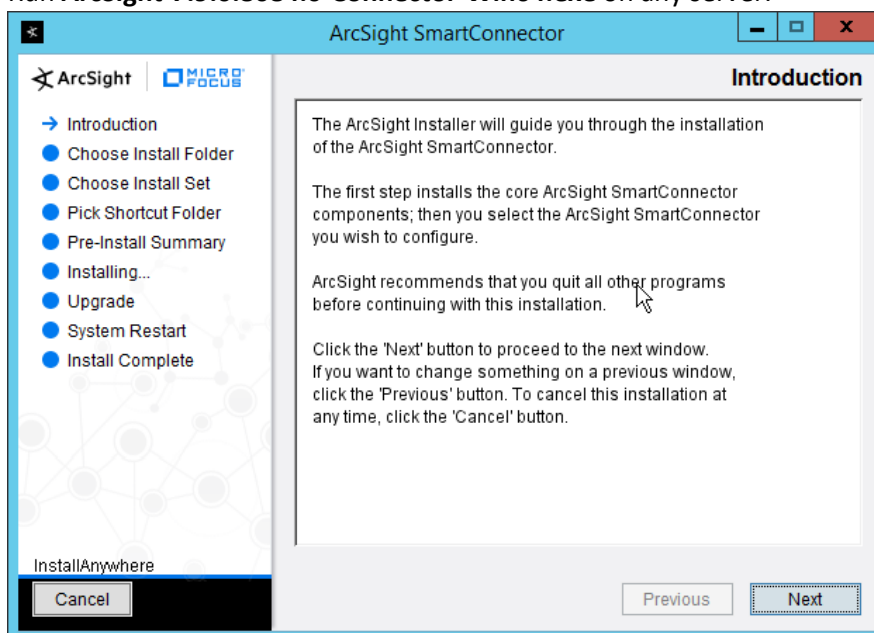 ArcSight SmartConnector
ArcSight
MICRO
FOCUS
Introduction
Introduction
Choose Install Folder
Choose Install Set
Pick Shortcut Folder
Pre-Install Summary
Installing...
Upgrade
System Restart
Install Complete
The ArcSight Installer will guide you through the installation
of the ArcSight SmartConnector.
The first step installs the core ArcSight SmartConnector
components; then you select the ArcSight SmartConnector
you wish to configure.
ArcSight recommends that you quit all other programs
before continuing with this installation.
Click the 'Next' button to proceed to the next window.
If you want to change something on a previous window,
click the 'Previous' button. To cancel this installation at
any time, click the 'Cancel' button.
InstallAnywhere
Cancel
Previous
Next